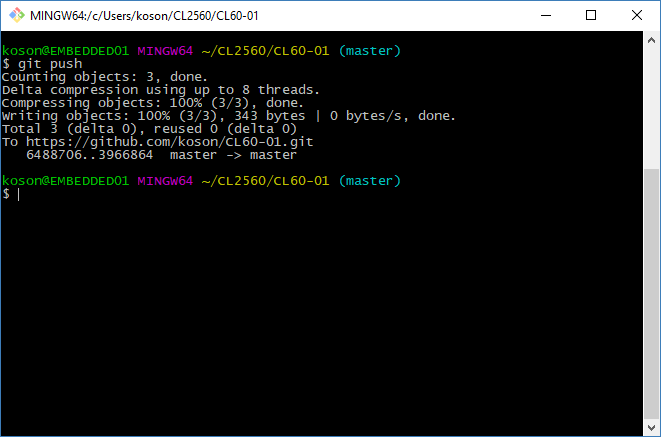 MINGW64:/c/Users/koson/CL2560/CL60-01
koson@EMBEDDED01 MINGW64 ~/CL2560/CL60-01 (master)
$ git push
Counting objects: 3, done.
Delta compression using up to 8 threads.
Compressing objects: 100% (3/3), done.
Writing objects: 100% (3/3), 343 bytes | 0 bytes/s, done.
Total 3 (delta 0), reused 0 (delta 0)
To https://github.com/koson/CL60-01.git
   6488706..3966864  master -> master
koson@EMBEDDED01 MINGW64 ~/CL2560/CL60-01 (master)
$